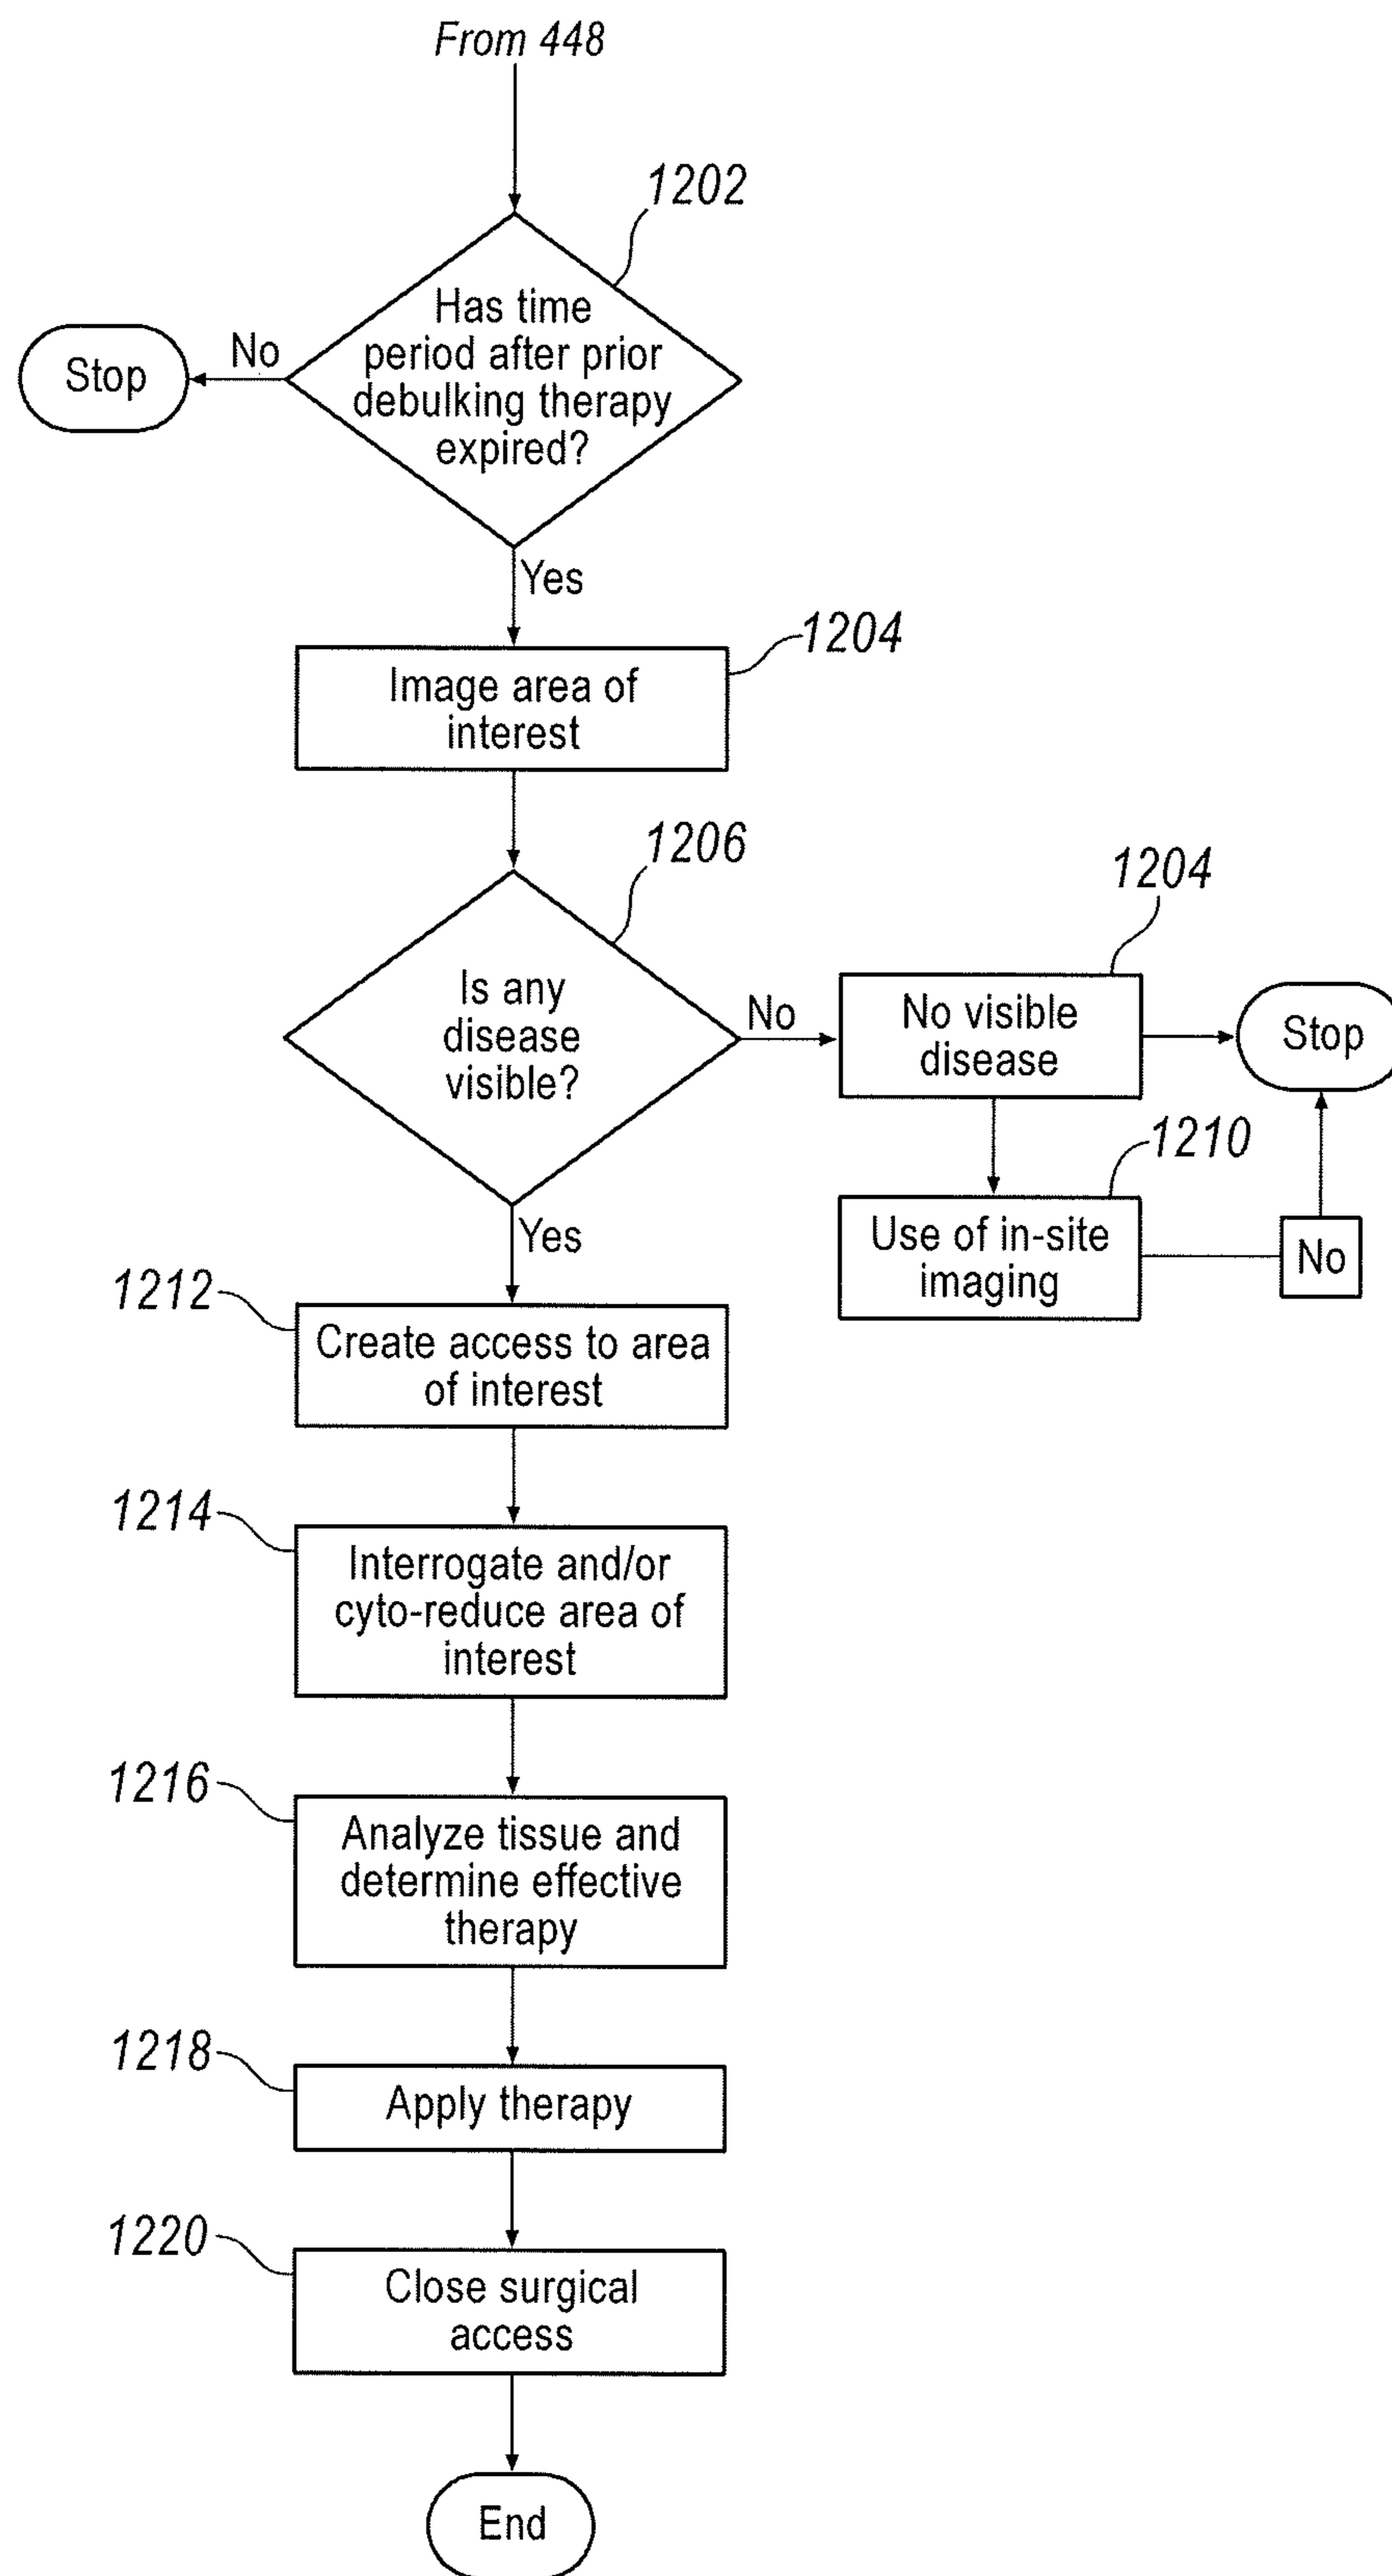 From 448
1202
Has time
period after prior
debulking therapy
expired?
No
Stop
Yes
1204
Image area of
interest
1206
Is any
disease
visible?
No
1204
No visible
disease
Stop
1210
Use of in-site
imaging
No
Yes
1212
Create access to area
of interest
1214
Interrogate and/or
cyto-reduce area of
interest
1216
Analyze tissue and
determine effective
therapy
1218
Apply therapy
1220
Close surgical
access
End